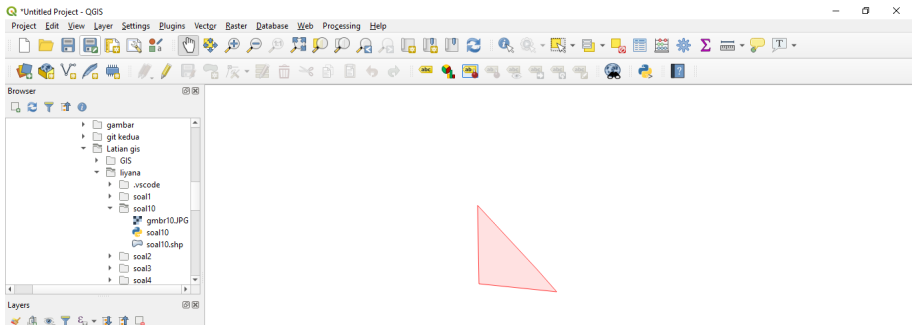 *Untitled Project - QGIS
Project Edit View Layer Settings Plugins Vector Raster Database Web Processing Help
Browser
gambar
git kedua
Latian gis
GIS
liyana
.vscode
soal1
soal10
gmbr10.JPG
soal10
soal10.shp
soal2
soal3
soal4
Layers